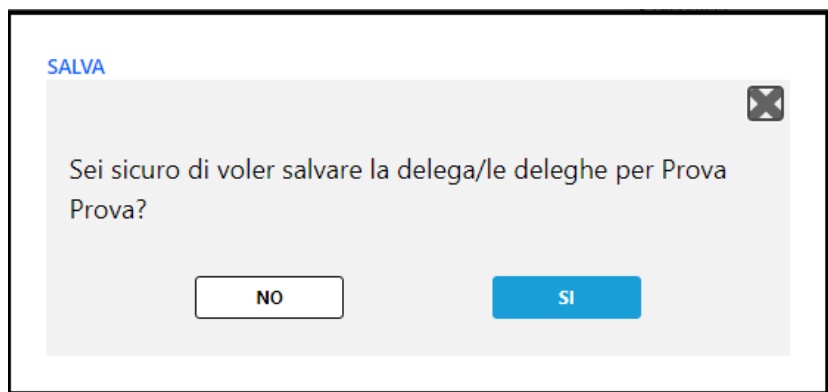 SALVA
Sei sicuro di voler salvare la delega/le deleghe per Prova
Prova?
NO
SI